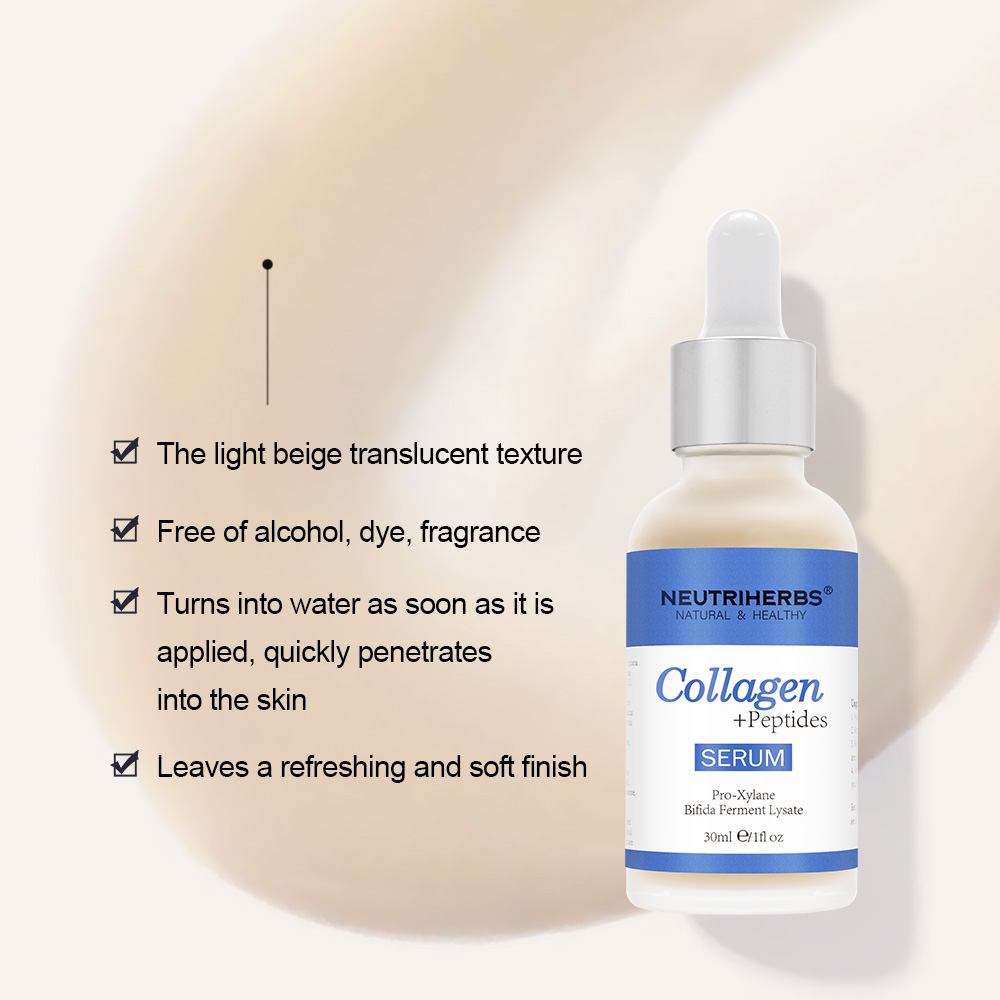 The light beige translucent texture
Free of alcohol, dye, fragrance
Turns into water as soon as it is
applied, quickly penetrates
into the skin
Leaves a refreshing and soft finish
NEUTRIHERBS®
NATURAL & HEALTHY
Collagen
+Peptides
SERUM
Pro-Xylane
Bifida Ferment Lysate
30ml ℮/1fl oz